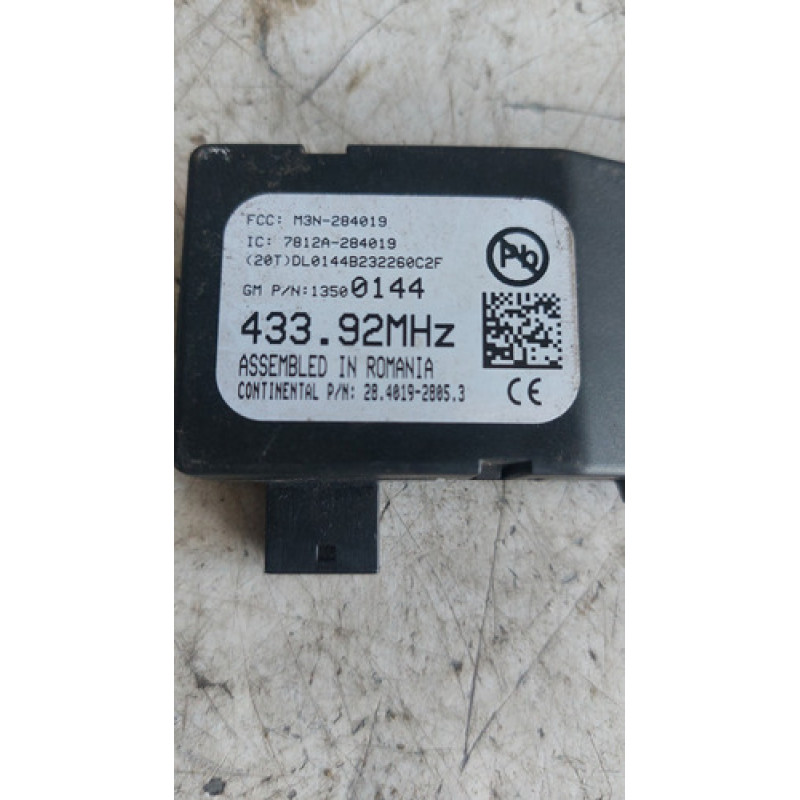 FCC: M3N-284019
IC: 7812A-284019
(20T)DL0144B232260C2F
GM P/N:13500144
433.92MHz
ASSEMBLED IN ROMANIA
CONTINENTAL P/N: 28.4019-2805.3
Pb
CE